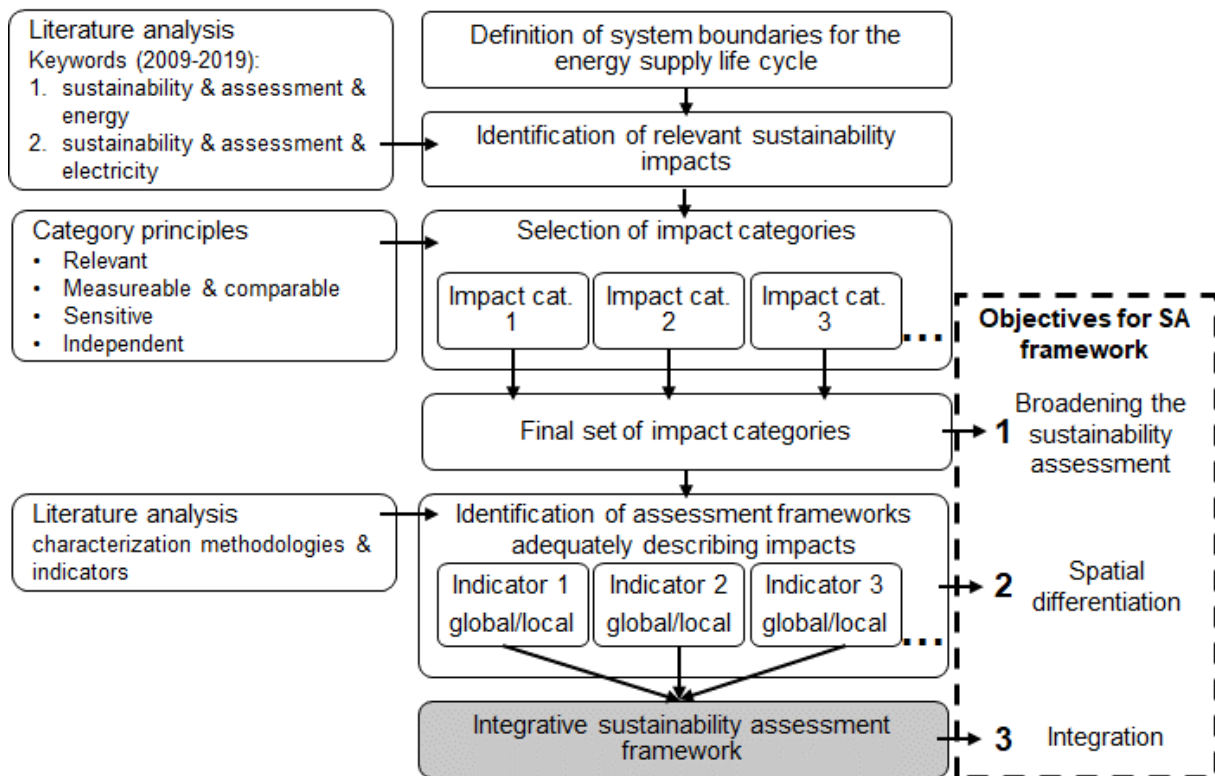 Literature analysis
Keywords (2009-2019):
1. sustainability & assessment &
energy
2. sustainability & assessment &
electricity
Definition of system boundaries for the
energy supply life cycle
Identification of relevant sustainability
impacts
Category principles
• Relevant
• Measureable & comparable
• Sensitive
• Independent
Selection of impact categories
Impact cat.
1
Impact cat.
2
Impact cat.
3
...
Final set of impact categories
Literature analysis
characterization methodologies &
indicators
Identification of assessment frameworks
adequately describing impacts
Indicator 1
global/local
Indicator 2
global/local
Indicator 3
global/local
...
Integrative sustainability assessment
framework
Objectives for SA
framework
1 Broadening the
sustainability
assessment
2 Spatial
differentiation
3 Integration